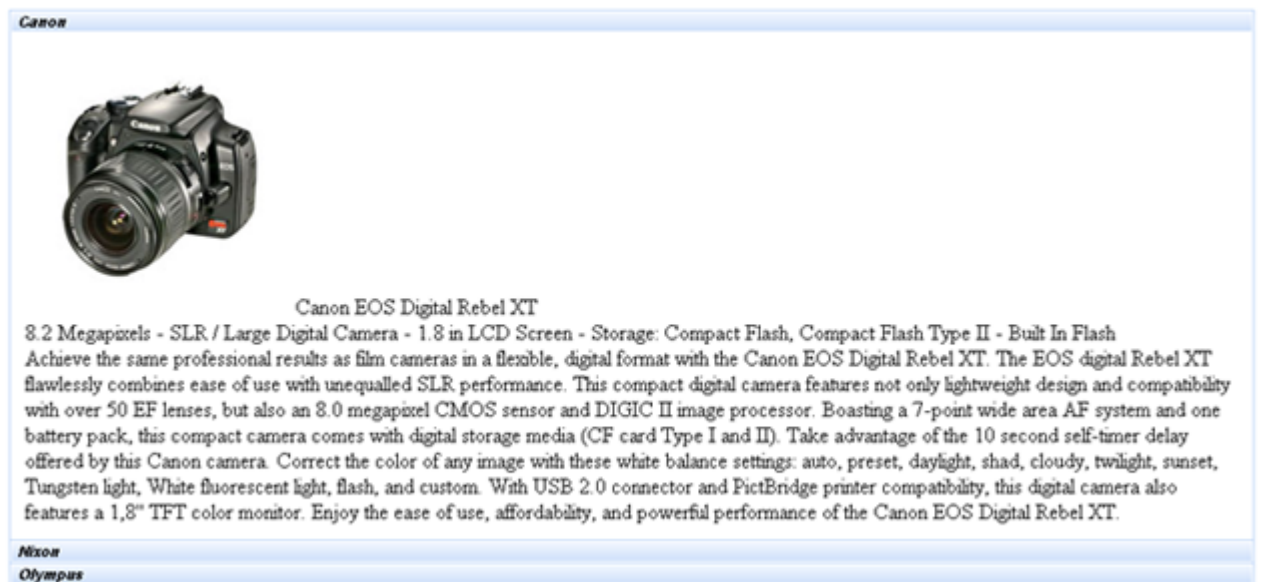 Canon
Canon
EOS
Canon EOS Digital Rebel XT
8.2 Megapixels - SLR / Large Digital Camera - 1.8 in LCD Screen - Storage: Compact Flash, Compact Flash Type II - Built In Flash
Achieve the same professional results as film cameras in a flexible, digital format with the Canon EOS Digital Rebel XT. The EOS digital Rebel XT
flawlessly combines ease of use with unequalled SLR performance. This compact digital camera features not only lightweight design and compatibility
with over 50 EF lenses, but also an 8.0 megapixel CMOS sensor and DIGIC II image processor. Boasting a 7-point wide area AF system and one
battery pack, this compact camera comes with digital storage media (CF card Type I and II). Take advantage of the 10 second self-timer delay
offered by this Canon camera. Correct the color of any image with these white balance settings: auto, preset, daylight, shad, cloudy, twilight, sunset,
Tungsten light, White fluorescent light, flash, and custom. With USB 2.0 connector and PictBridge printer compatibility, this digital camera also
features a 1,8" TFT color monitor. Enjoy the ease of use, affordability, and powerful performance of the Canon EOS Digital Rebel XT.
Nixon
Olympus